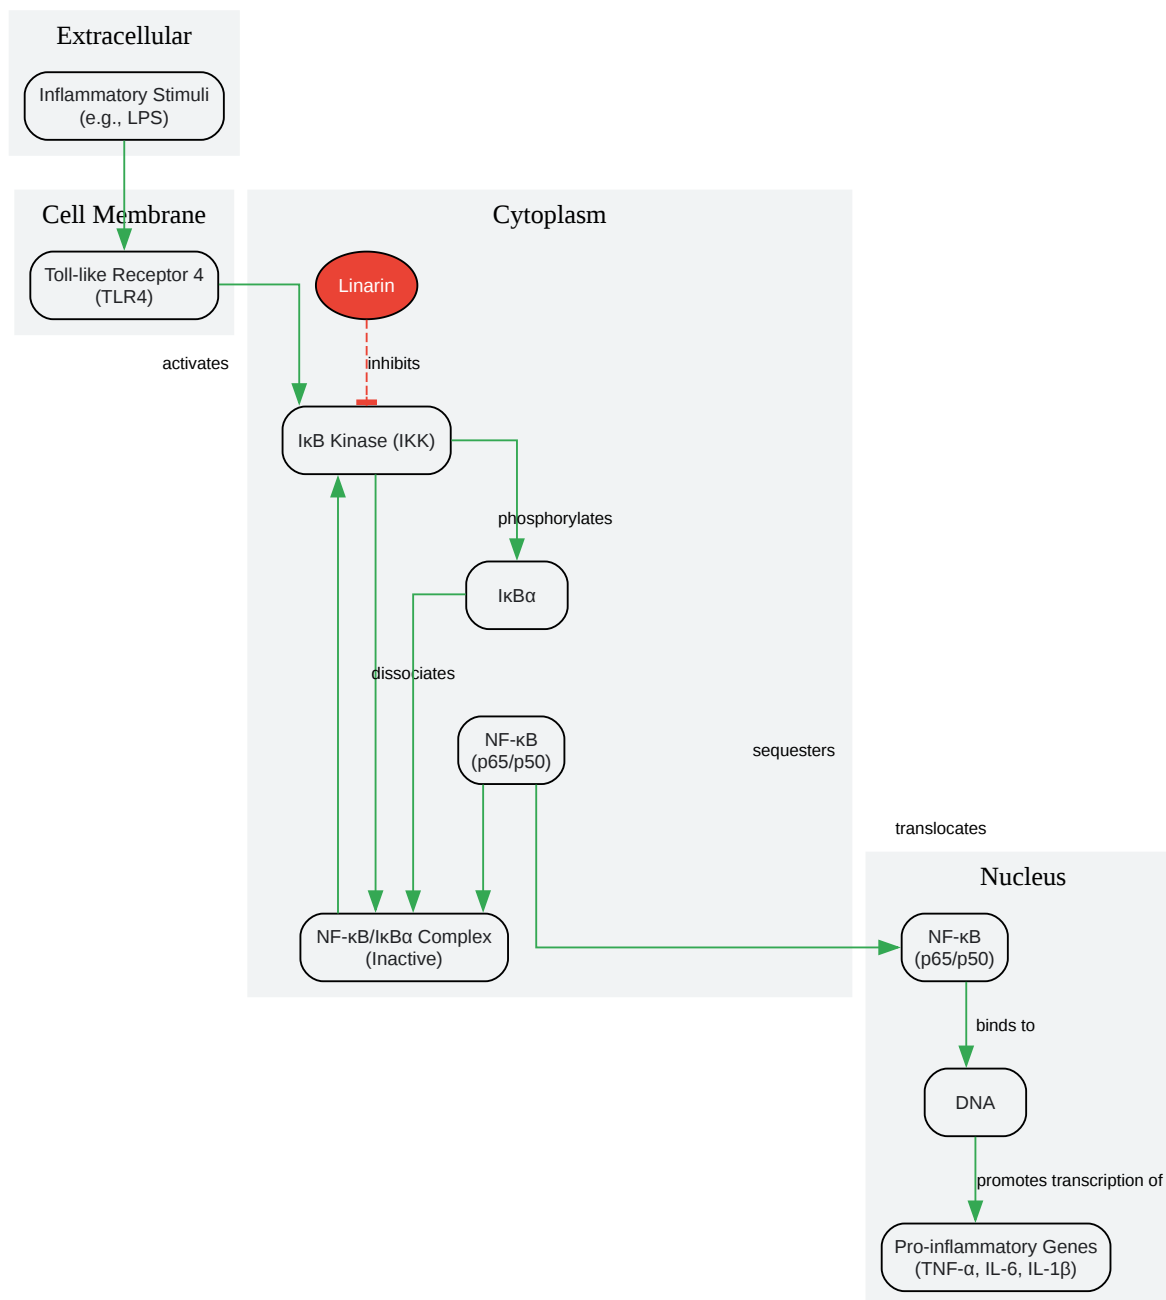 Extracellular
Inflammatory Stimuli
(e.g., LPS)
Cell Membrane
Toll-like Receptor 4
(TLR4)
activates
Cytoplasm
Linarin
inhibits
IκB Kinase (IKK)
phosphorylates
IκBα
dissociates
NF-κB
(p65/p50)
sequesters
NF-κB/IκBα Complex
(Inactive)
translocates
Nucleus
NF-κB
(p65/p50)
binds to
DNA
promotes transcription of
Pro-inflammatory Genes
(TNF-α, IL-6, IL-1β)